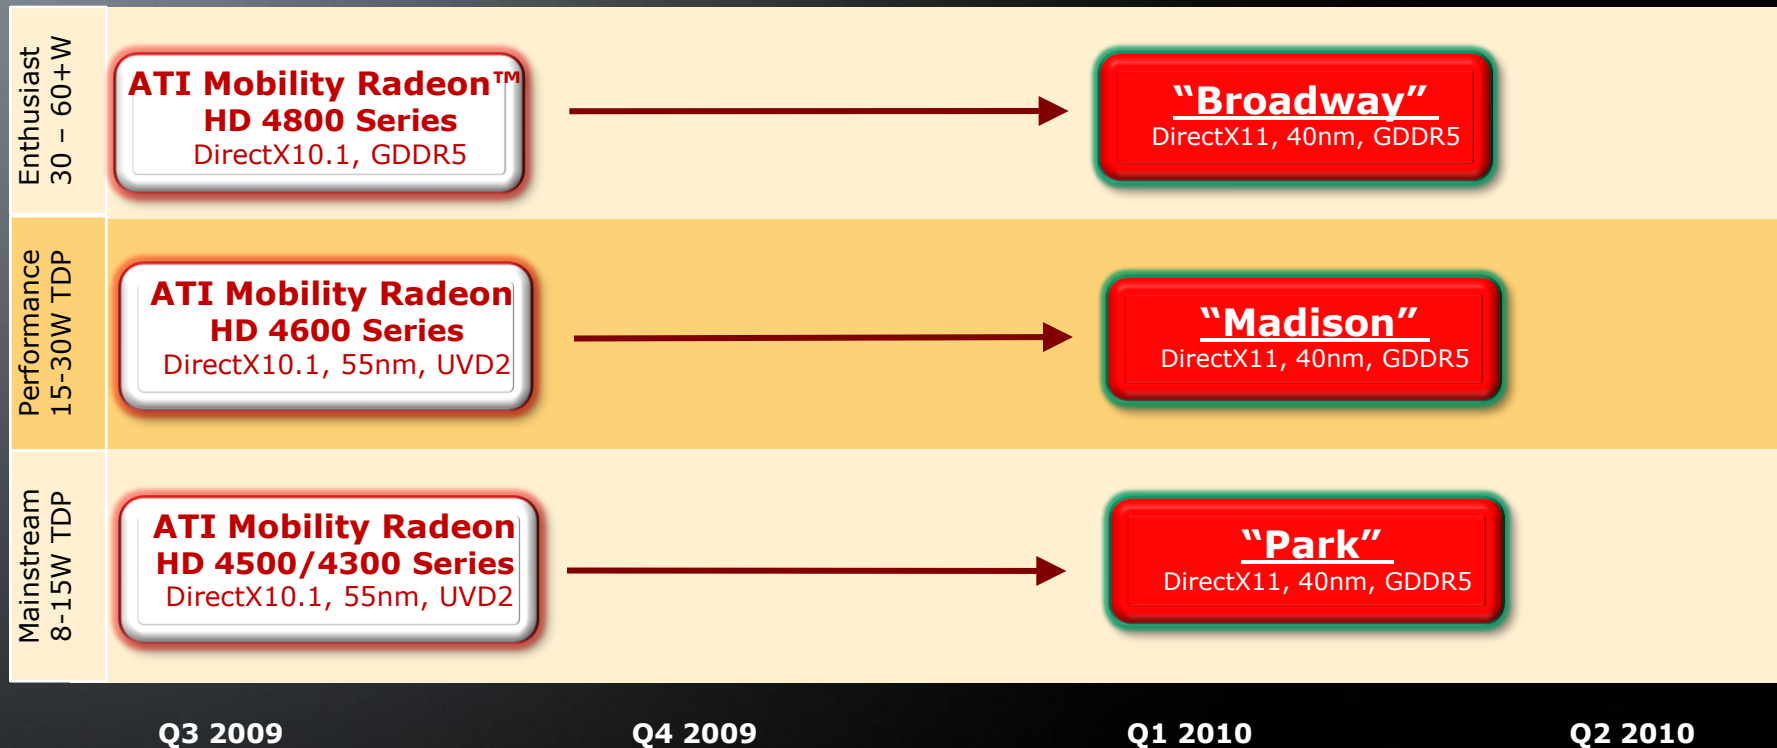 Enthusiast
30 – 60+W
ATI Mobility Radeon™
HD 4800 Series
DirectX10.1, GDDR5
“Broadway”
DirectX11, 40nm, GDDR5
Performance
15-30W TDP
ATI Mobility Radeon
HD 4600 Series
DirectX10.1, 55nm, UVD2
“Madison”
DirectX11, 40nm, GDDR5
Mainstream
8-15W TDP
ATI Mobility Radeon
HD 4500/4300 Series
DirectX10.1, 55nm, UVD2
“Park”
DirectX11, 40nm, GDDR5
Q3 2009
Q4 2009
Q1 2010
Q2 2010